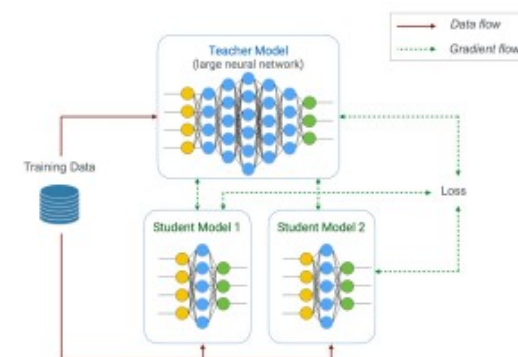 Data flow
Gradient flow
Teacher Model
(large neural network)
Training Data
Loss
Student Model 1
Student Model 2